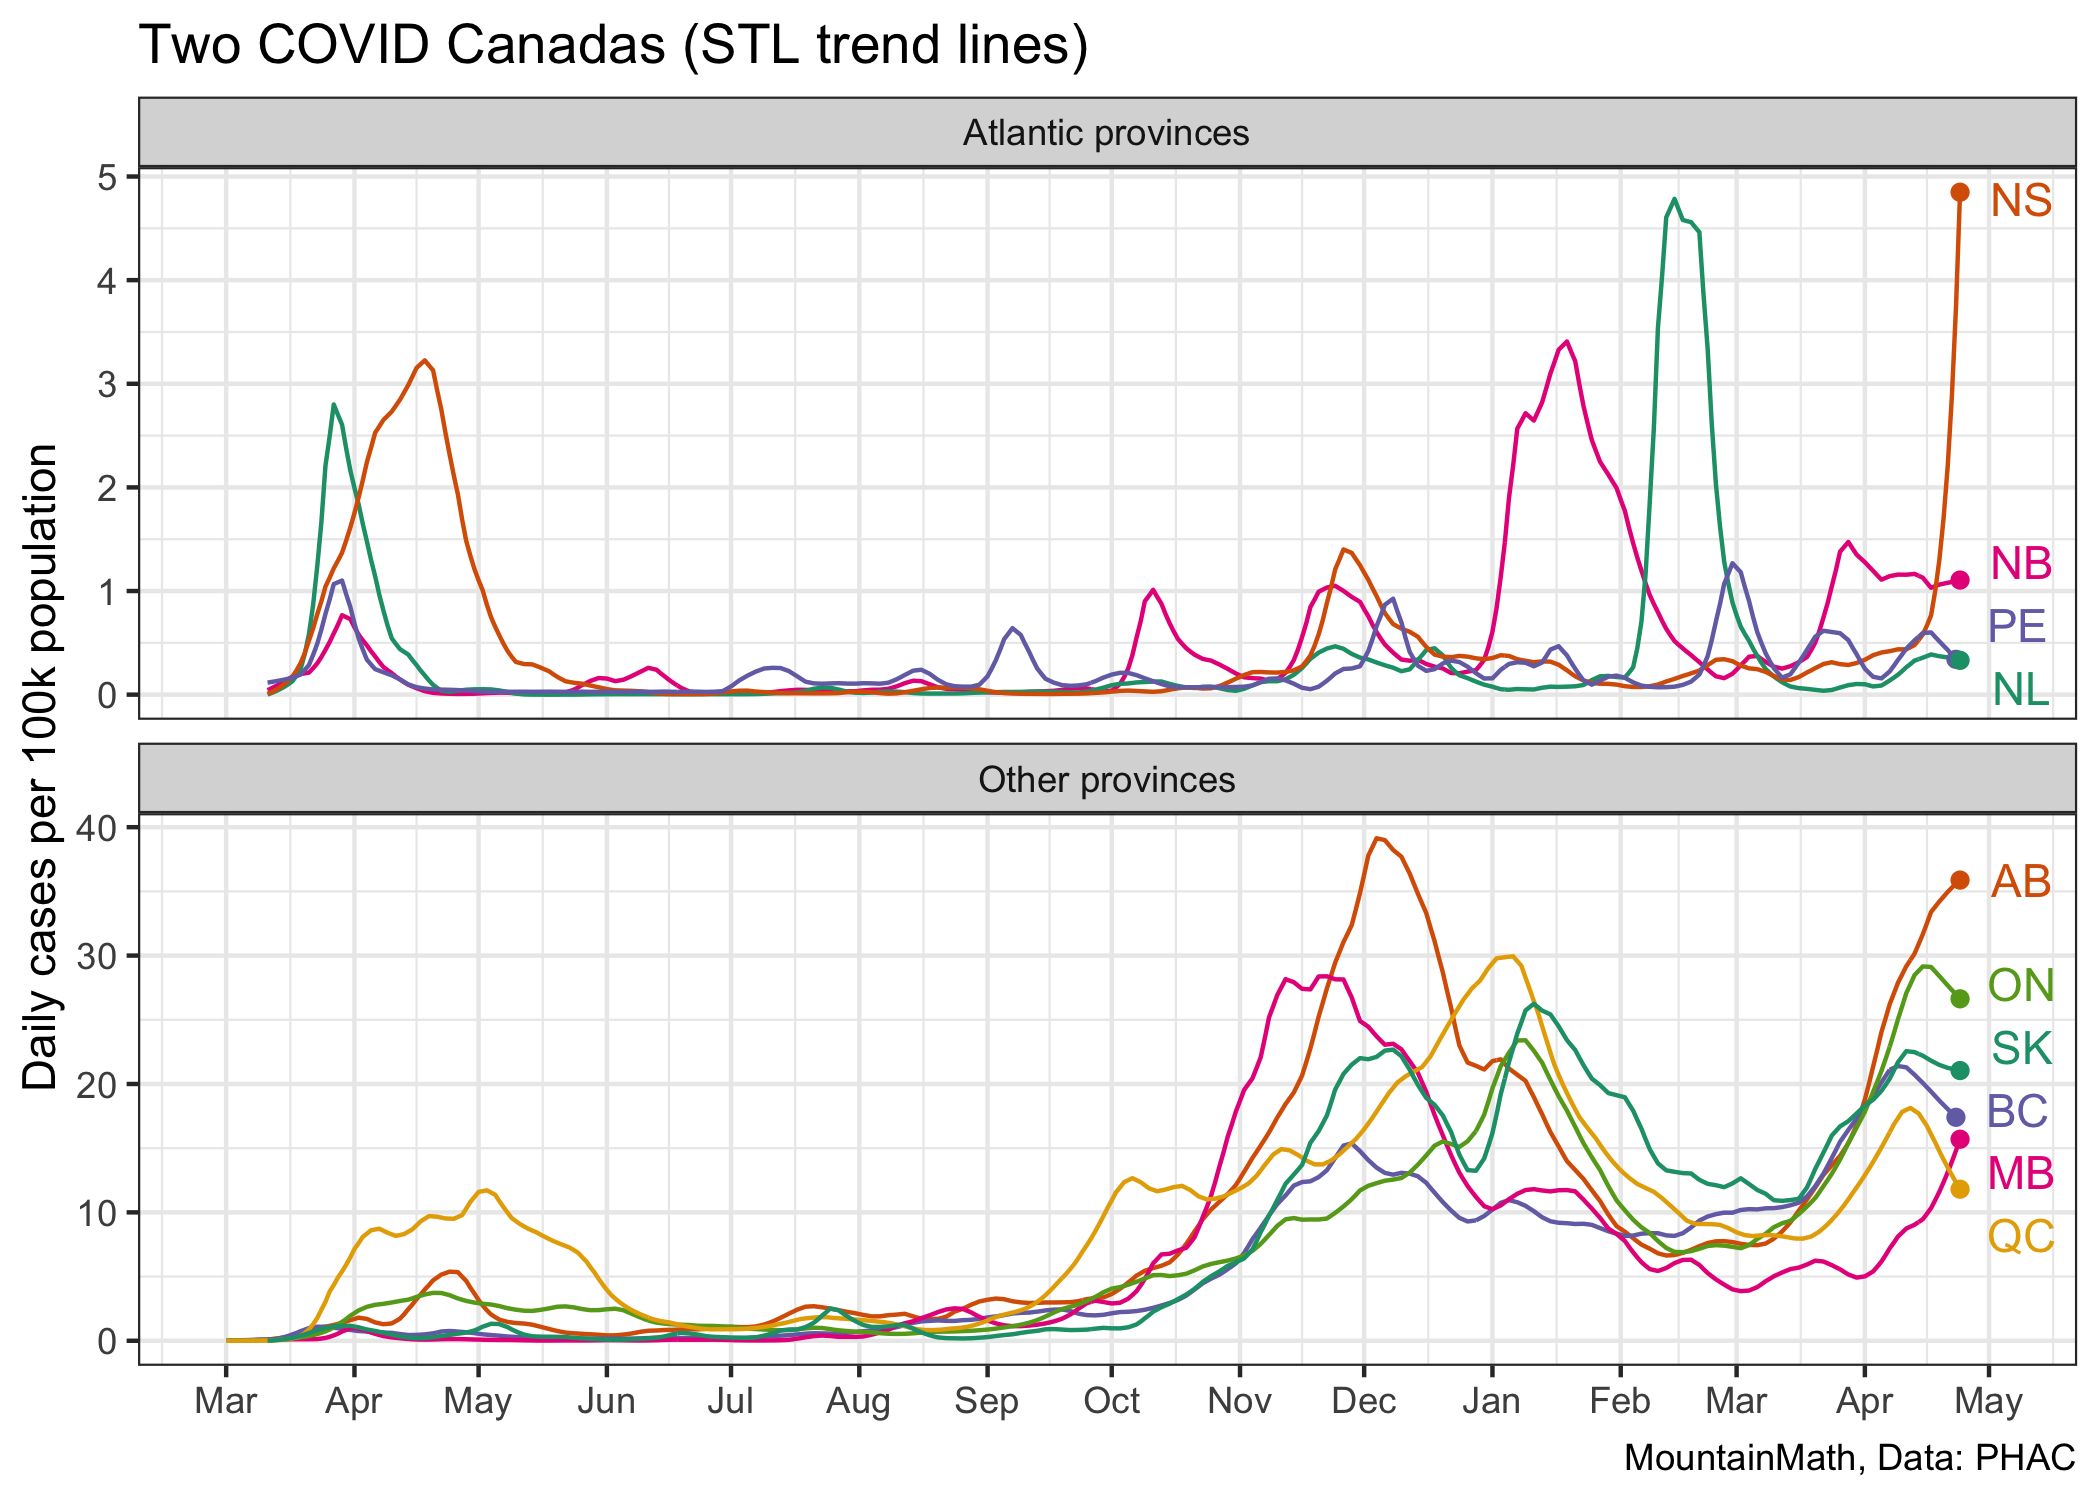 Two COVID Canadas (STL trend lines)
Atlantic provinces
5
4
3
2
1
0
NS
NB
PE
NL
Daily cases per 100k population
Other provinces
40
30
20
10
0
AB
ON
SK
BC
MB
QC
Mar Apr May Jun Jul Aug Sep Oct Nov Dec Jan Feb Mar Apr May
MountainMath, Data: PHAC